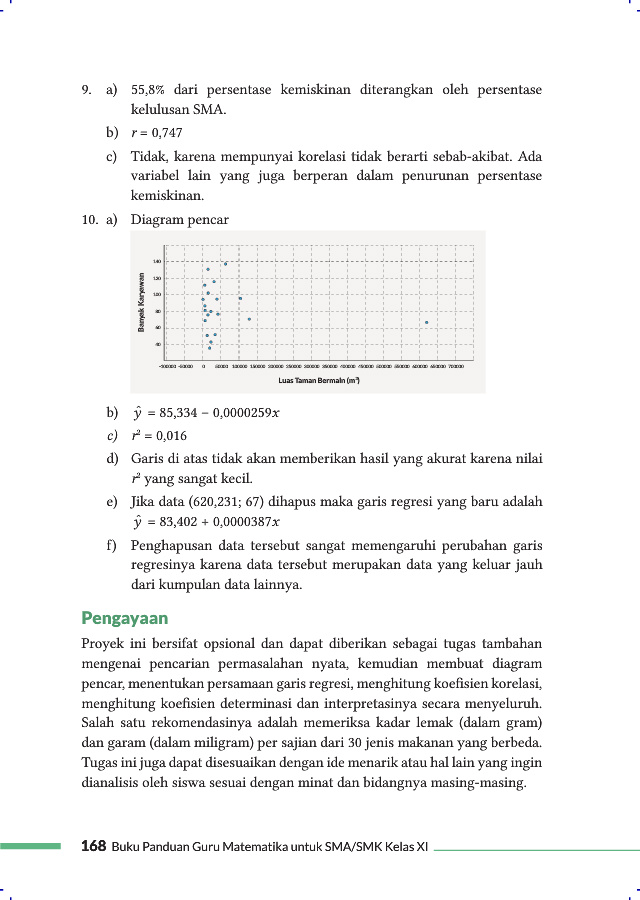 9. a) 55,8% dari persentase kemiskinan diterangkan oleh persentase
kelulusan SMA.
b) r = 0,747
c) Tidak, karena mempunyai korelasi tidak berarti sebab-akibat. Ada
variabel lain yang juga berperan dalam penurunan persentase
kemiskinan.
10. a) Diagram pencar
Banyak Karyawan
140
120
100
80
60
40
-100000 -50000 0 50000 100000 150000 200000 250000 300000 350000 400000 450000 500000 550000 600000 650000 700000
Luas Taman Bermain (m²)
b) ŷ = 85,334 – 0,0000259x
c) r² = 0,016
d) Garis di atas tidak akan memberikan hasil yang akurat karena nilai
r² yang sangat kecil.
e) Jika data (620,231; 67) dihapus maka garis regresi yang baru adalah
ŷ = 83,402 + 0,0000387x
f) Penghapusan data tersebut sangat memengaruhi perubahan garis
regresinya karena data tersebut merupakan data yang keluar jauh
dari kumpulan data lainnya.
Pengayaan
Proyek ini bersifat opsional dan dapat diberikan sebagai tugas tambahan
mengenai pencarian permasalahan nyata, kemudian membuat diagram
pencar, menentukan persamaan garis regresi, menghitung koefisien korelasi,
menghitung koefisien determinasi dan interpretasinya secara menyeluruh.
Salah satu rekomendasinya adalah memeriksa kadar lemak (dalam gram)
dan garam (dalam miligram) per sajian dari 30 jenis makanan yang berbeda.
Tugas ini juga dapat disesuaikan dengan ide menarik atau hal lain yang ingin
dianalisis oleh siswa sesuai dengan minat dan bidangnya masing-masing.
168 Buku Panduan Guru Matematika untuk SMA/SMK Kelas XI